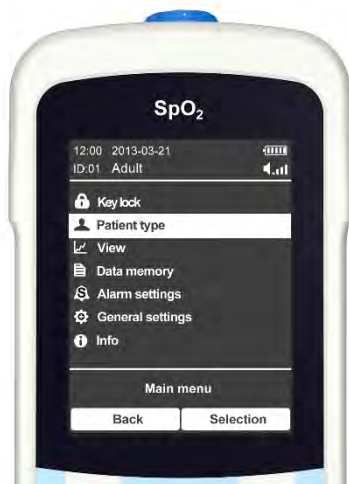 SpO₂
12:00 2013-03-21
ID:01 Adult
Key lock
Patient type
View
Data memory
Alarm settings
General settings
Info
Main menu
Back Selection